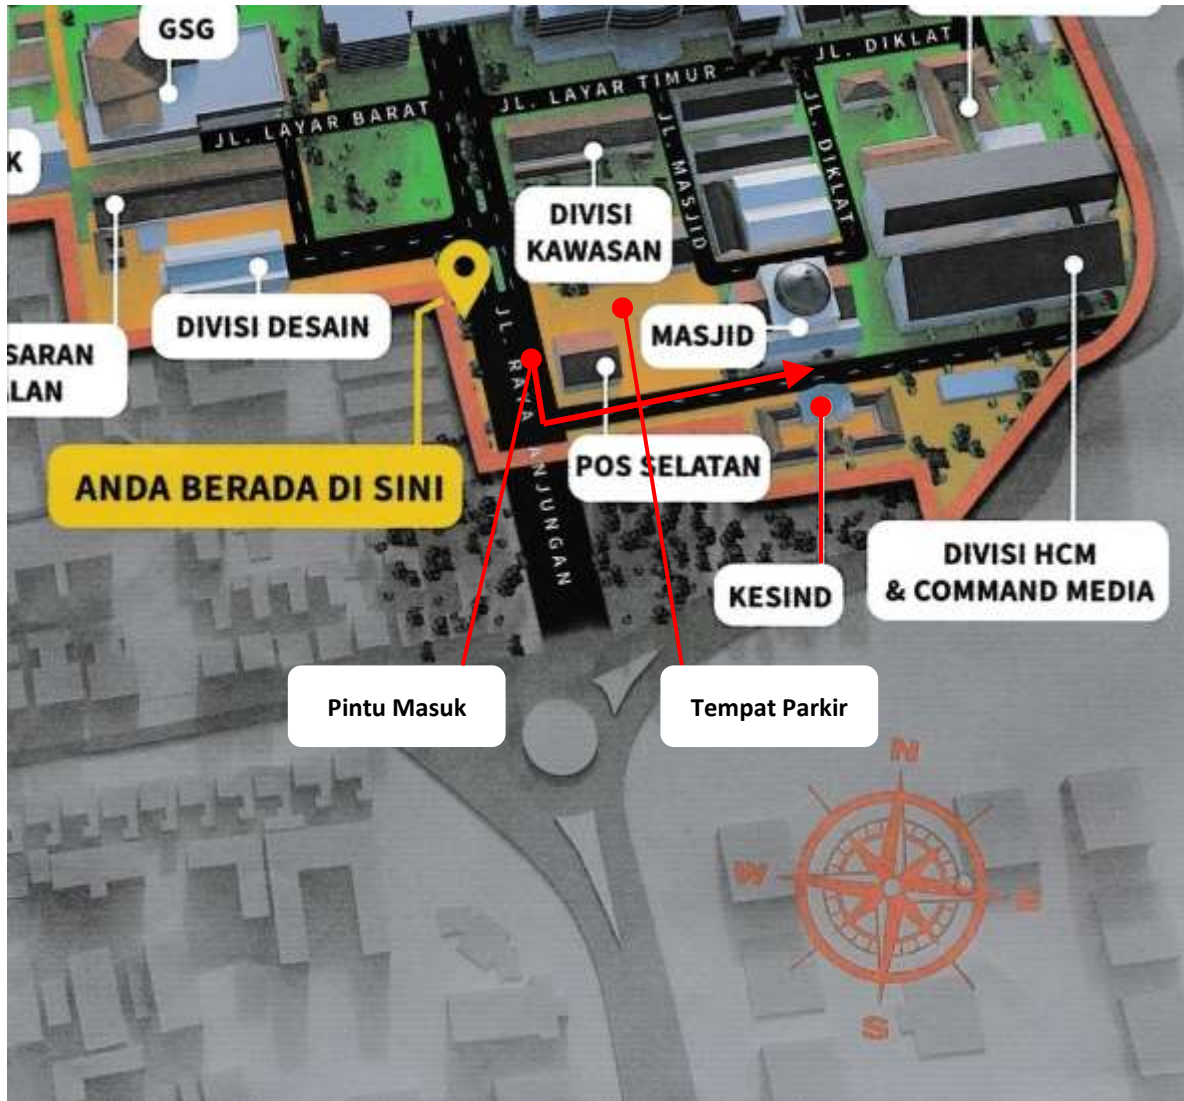 GSG
JL. DIKLAT
JL. LAYAR TIMUR
JL. LAYAR BARAT
JL. MASJID
JL. DIKLAT
K
DIVISI
KAWASAN
DIVISI DESAIN
MASJID
SARAN
LAN
JL. RAYA
ANJUNGAN
ANDA BERADA DI SINI
POS SELATAN
DIVISI HCM
& COMMAND MEDIA
KESIND
Pintu Masuk
Tempat Parkir
N
W
E
S